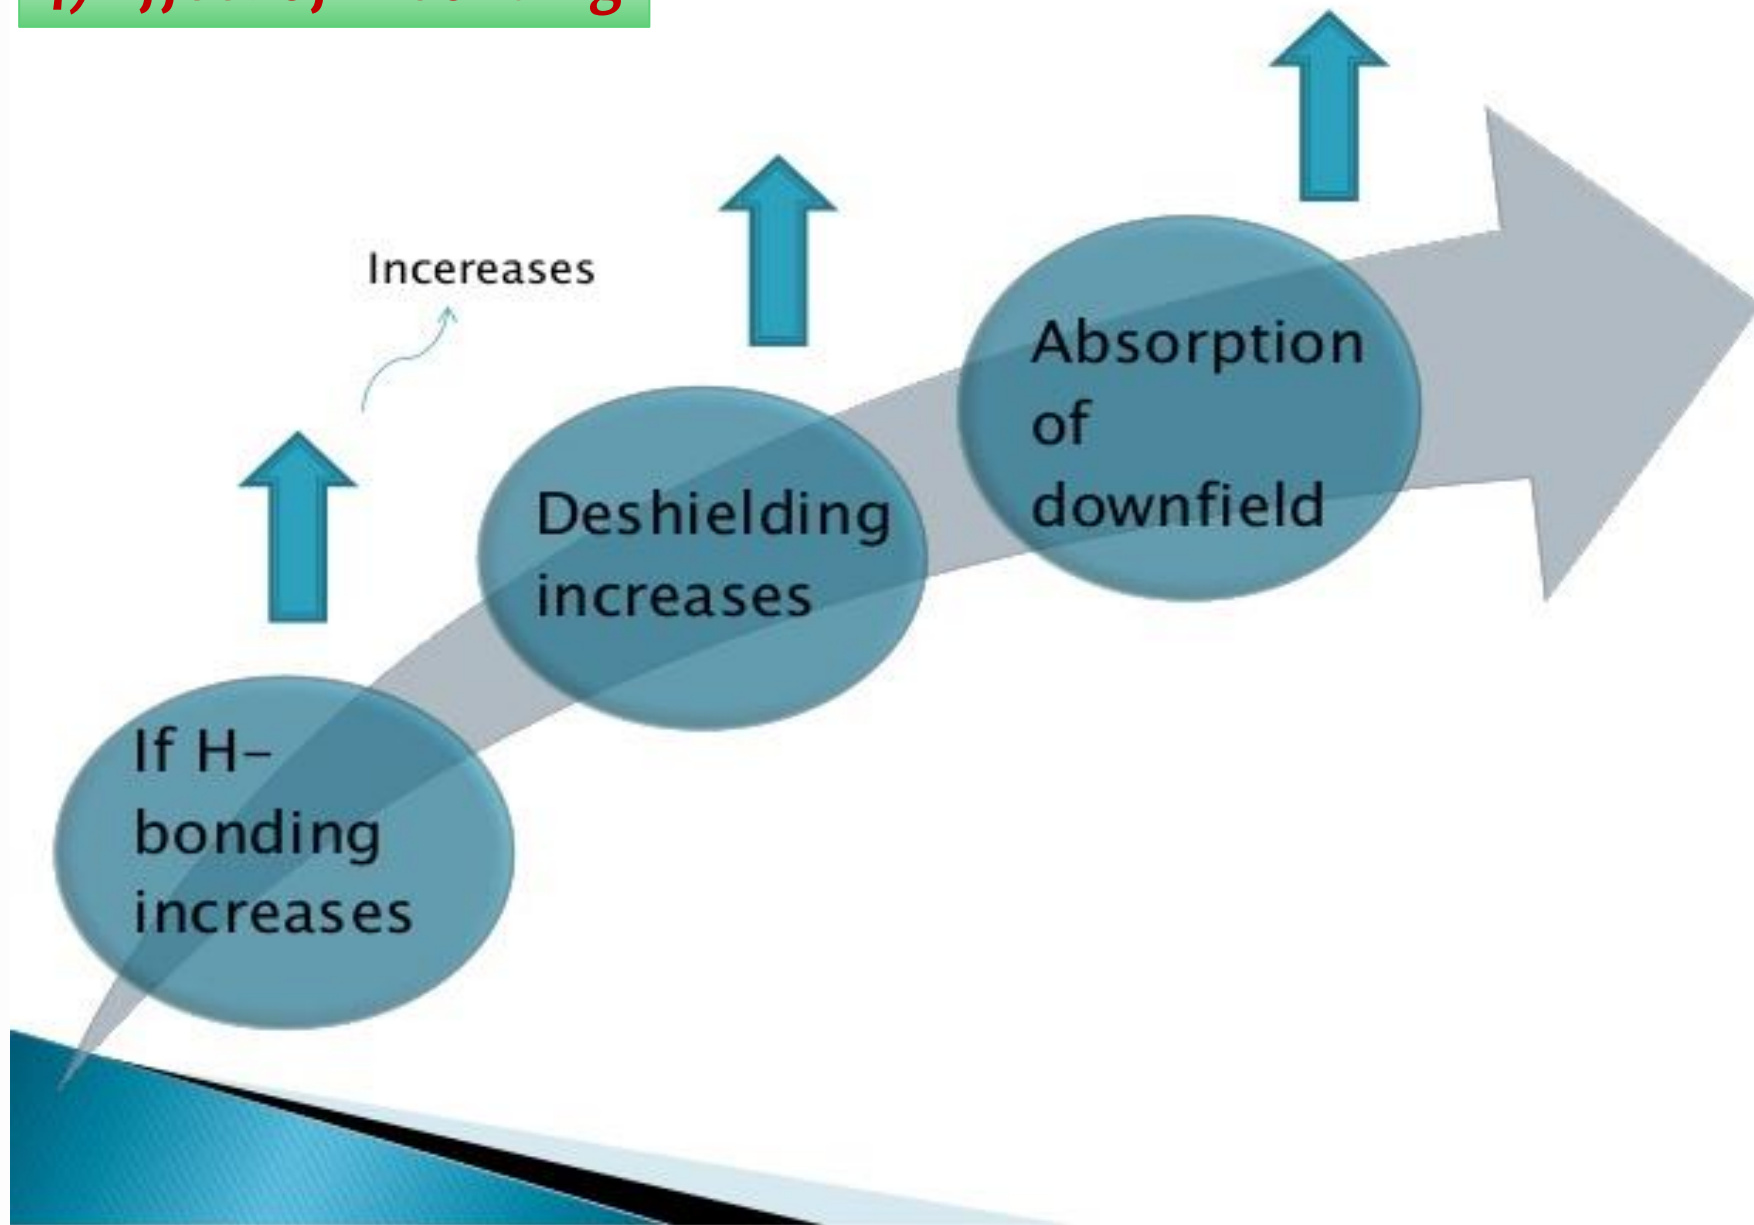 Incereases
Absorption
of
downfield
Deshielding
increases
If H-
bonding
increases